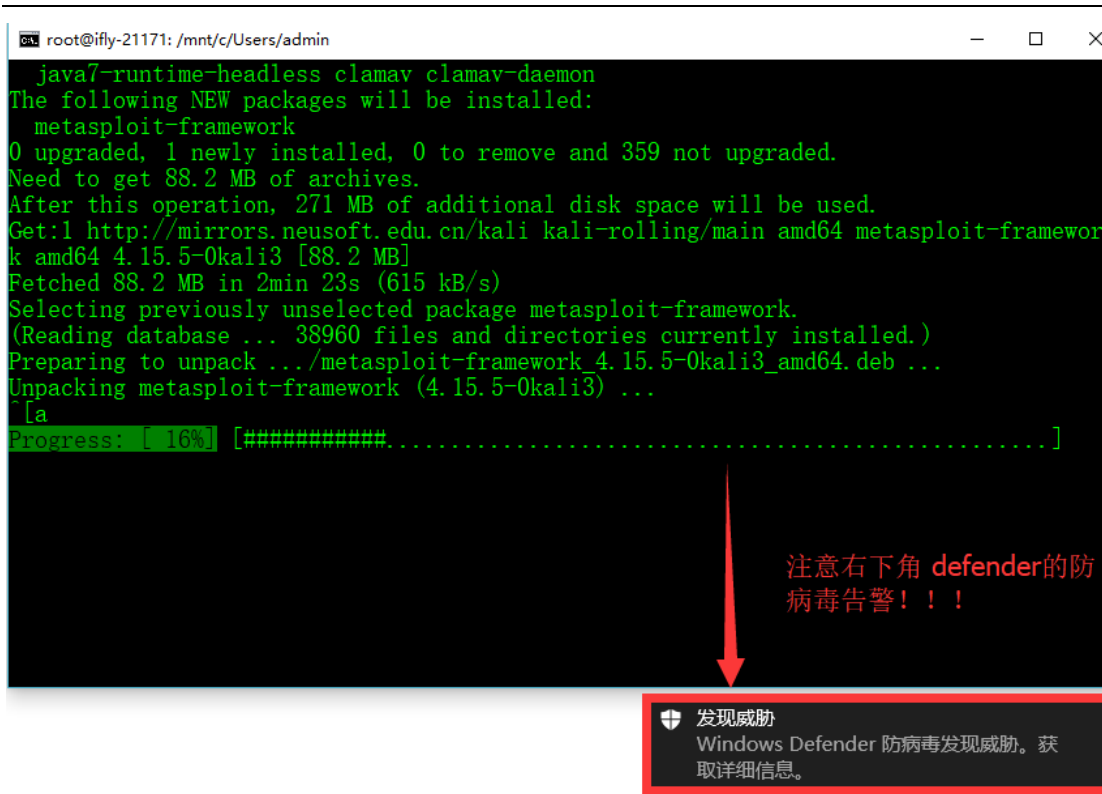 root@ifly-21171: /mnt/c/Users/admin
java7-runtime-headless clamav clamav-daemon
The following NEW packages will be installed:
metasploit-framework
0 upgraded, 1 newly installed, 0 to remove and 359 not upgraded.
Need to get 88.2 MB of archives.
After this operation, 271 MB of additional disk space will be used.
Get:1 http://mirrors.neusoft.edu.cn/kali kali-rolling/main amd64 metasploit-framewor
k amd64 4.15.5-0kali3 [88.2 MB]
Fetched 88.2 MB in 2min 23s (615 kB/s)
Selecting previously unselected package metasploit-framework.
(Reading database ... 38960 files and directories currently installed.)
Preparing to unpack .../metasploit-framework_4.15.5-0kali3_amd64.deb ...
Unpacking metasploit-framework (4.15.5-0kali3) ...
^[a
Progress: [ 16%] [###########...................................................]
注意右下角 defender的防
病毒告警！！！
发现威胁
Windows Defender 防病毒发现威胁。获
取详细信息。